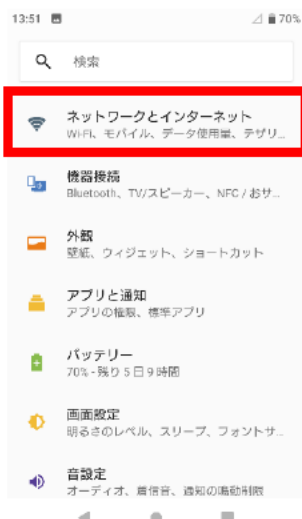 13:51 70%
検索
ネットワークとインターネット
Wi-Fi、モバイル、データ使用量、テザリ...
機器接続
Bluetooth、TV/スピーカー、NFC / おサ...
外観
壁紙、ウィジェット、ショートカット
アプリと通知
アプリの権限、標準アプリ
バッテリー
70% - 残り 5 日 9 時間
画面設定
明るさのレベル、スリープ、フォントサ...
音設定
オーディオ、着信音、通知の鳴動制限